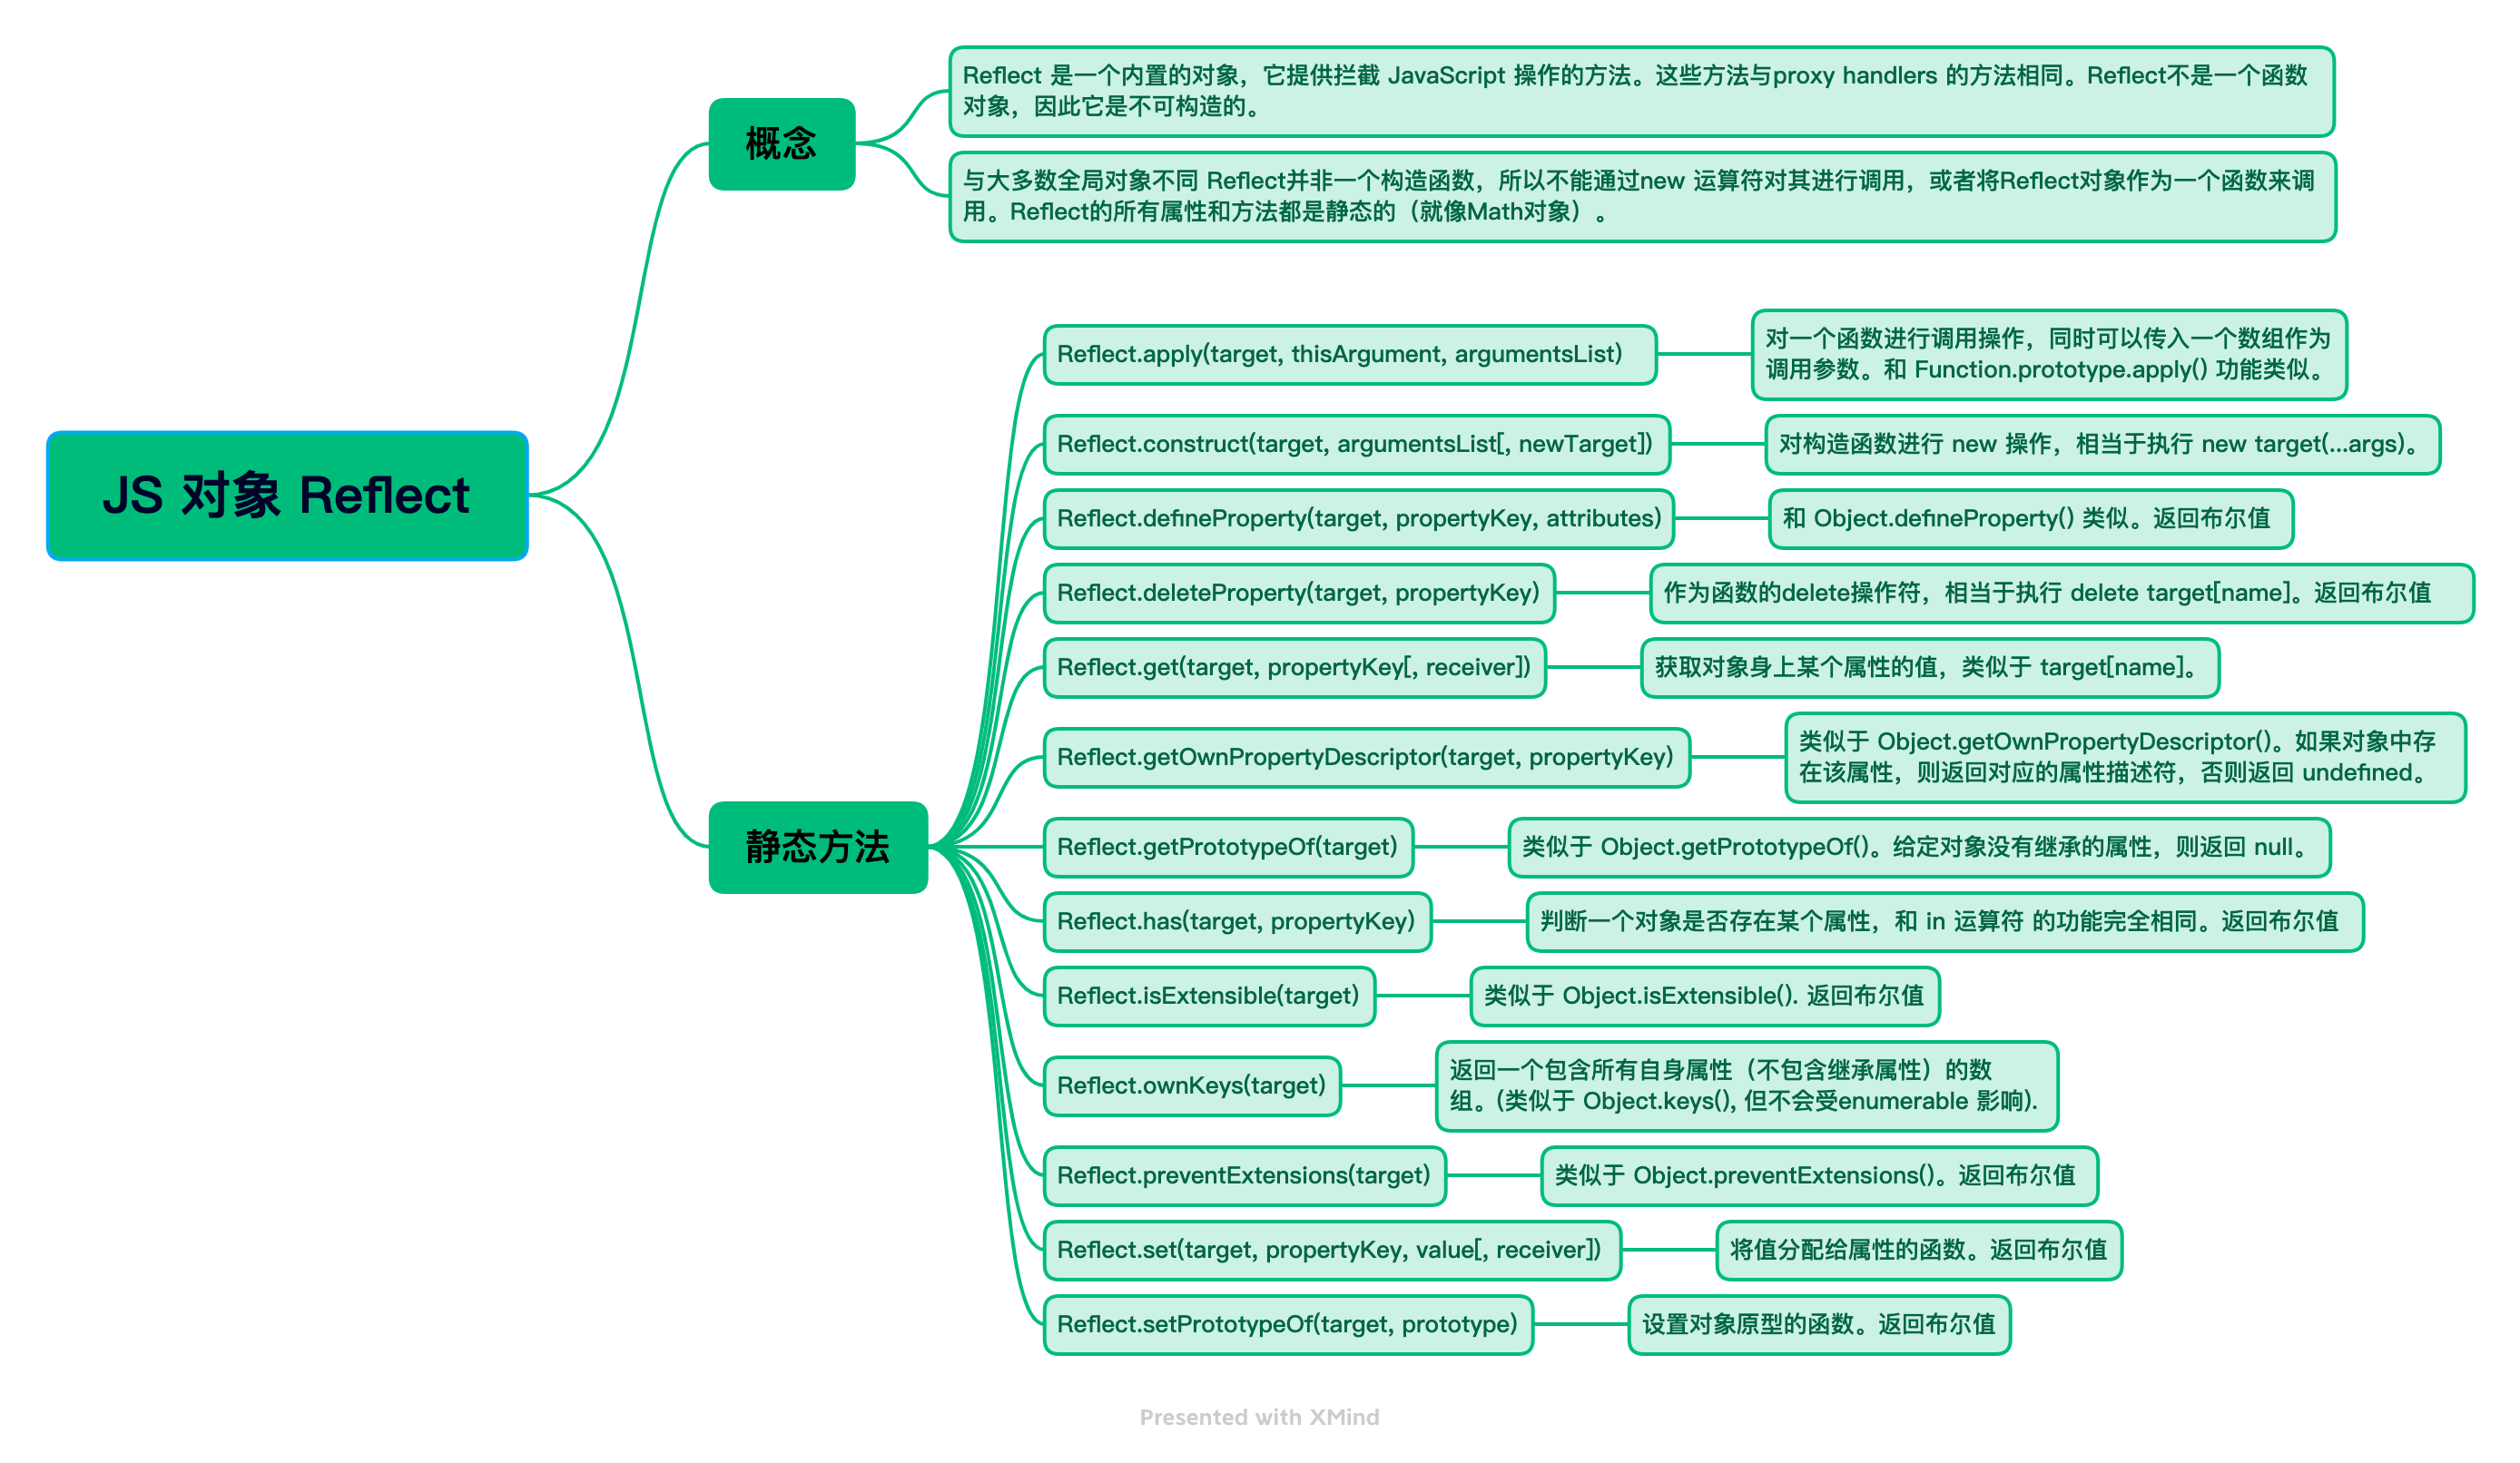 JS 对象 Reflect
概念
Reflect 是一个内置的对象，它提供拦截 JavaScript 操作的方法。这些方法与proxy handlers 的方法相同。Reflect不是一个函数
对象，因此它是不可构造的。
与大多数全局对象不同 Reflect并非一个构造函数，所以不能通过new 运算符对其进行调用，或者将Reflect对象作为一个函数来调
用。Reflect的所有属性和方法都是静态的（就像Math对象）。
静态方法
Reflect.apply(target, thisArgument, argumentsList)
对一个函数进行调用操作，同时可以传入一个数组作为
调用参数。和 Function.prototype.apply() 功能类似。
Reflect.construct(target, argumentsList[, newTarget])
对构造函数进行 new 操作，相当于执行 new target(...args)。
Reflect.defineProperty(target, propertyKey, attributes)
和 Object.defineProperty() 类似。返回布尔值
Reflect.deleteProperty(target, propertyKey)
作为函数的delete操作符，相当于执行 delete target[name]。返回布尔值
Reflect.get(target, propertyKey[, receiver])
获取对象身上某个属性的值，类似于 target[name]。
Reflect.getOwnPropertyDescriptor(target, propertyKey)
类似于 Object.getOwnPropertyDescriptor()。如果对象中存
在该属性，则返回对应的属性描述符，否则返回 undefined。
Reflect.getPrototypeOf(target)
类似于 Object.getPrototypeOf()。给定对象没有继承的属性，则返回 null。
Reflect.has(target, propertyKey)
判断一个对象是否存在某个属性，和 in 运算符 的功能完全相同。返回布尔值
Reflect.isExtensible(target)
类似于 Object.isExtensible(). 返回布尔值
Reflect.ownKeys(target)
返回一个包含所有自身属性（不包含继承属性）的数
组。(类似于 Object.keys(), 但不会受enumerable 影响).
Reflect.preventExtensions(target)
类似于 Object.preventExtensions()。返回布尔值
Reflect.set(target, propertyKey, value[, receiver])
将值分配给属性的函数。返回布尔值
Reflect.setPrototypeOf(target, prototype)
设置对象原型的函数。返回布尔值
Presented with XMind